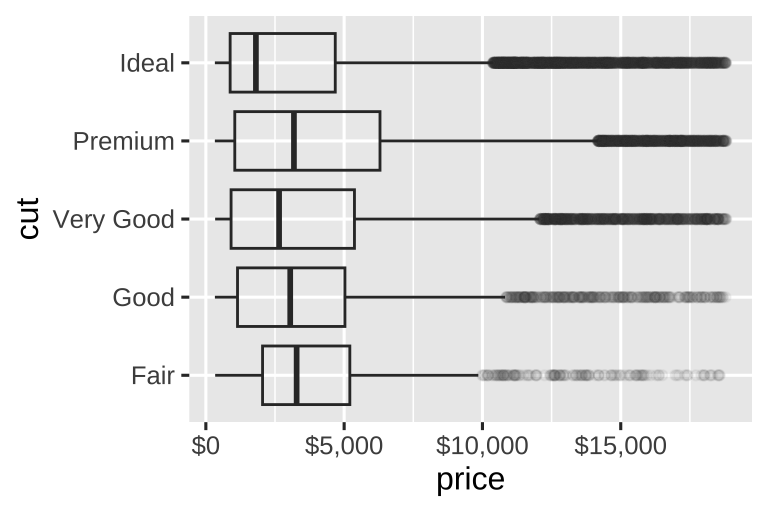 Ideal
Premium
Very Good
Good
Fair
cut
$0 $5,000 $10,000 $15,000
price